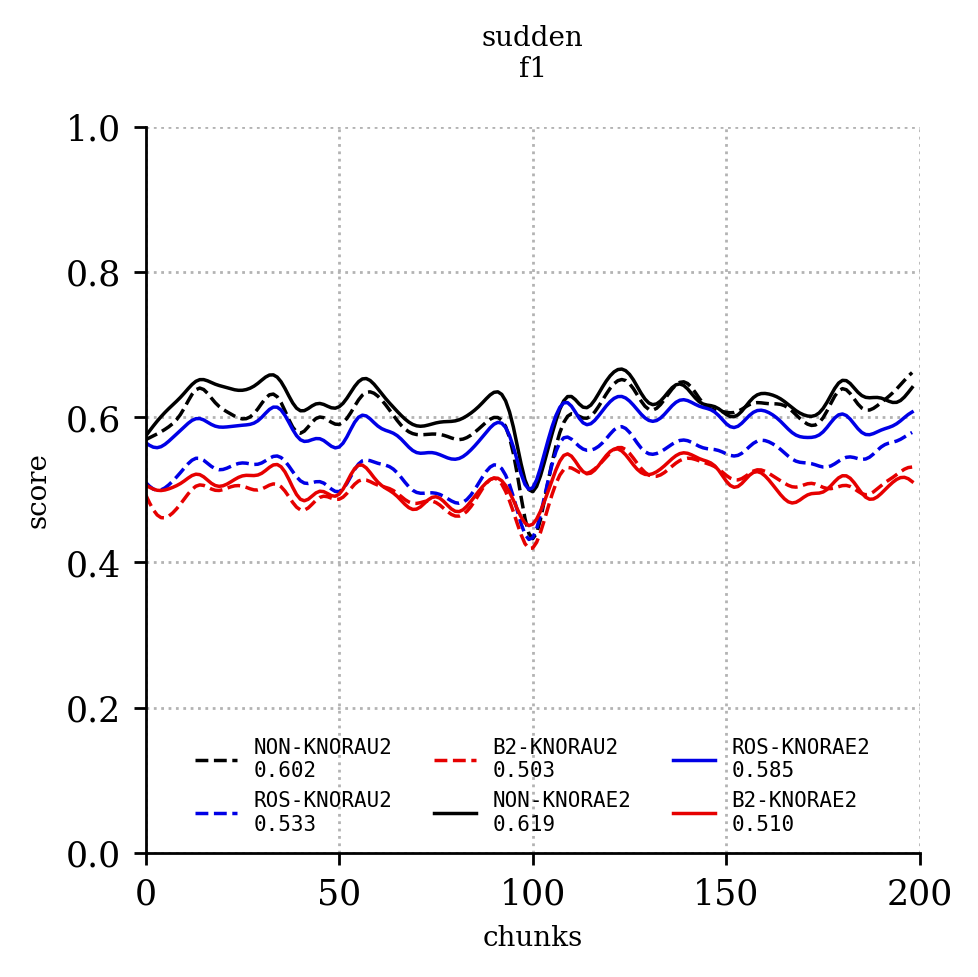 sudden
f1
1.0
0.8
0.6
0.4
0.2
0.0
score
NON-KNORAU2
0.602
ROS-KNORAU2
0.533
B2-KNORAU2
0.503
NON-KNORAE2
0.619
ROS-KNORAE2
0.585
B2-KNORAE2
0.510
0 50 100 150 200
chunks